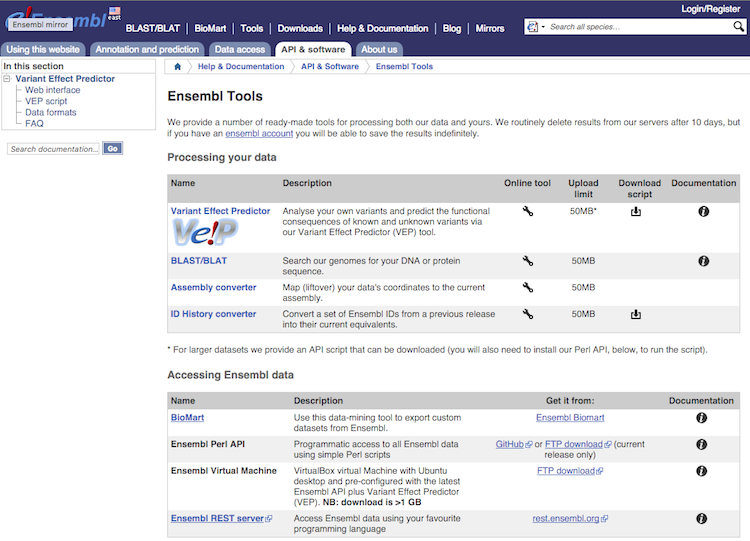 Login/Register
Ensembl
east
Ensembl mirror
BLAST/BLAT
BioMart
Tools
Downloads
Help & Documentation
Blog
Mirrors
e!
Search all species...
Using this website
Annotation and prediction
Data access
API & software
About us
In this section
Variant Effect Predictor
Web interface
VEP script
Data formats
FAQ
Search documentation...
Go
Help & Documentation
API & Software
Ensembl Tools
Ensembl Tools
We provide a number of ready-made tools for processing both our data and yours. We routinely delete results from our servers after 10 days, but
if you have an ensembl account you will be able to save the results indefinitely.
Processing your data
Name Description Online tool Upload limit Download script Documentation
Variant Effect Predictor
Ve!P
Analyse your own variants and predict the functional
consequences of known and unknown variants via
our Variant Effect Predictor (VEP) tool.
50MB*
BLAST/BLAT
Search our genomes for your DNA or protein
sequence.
50MB
Assembly converter
Map (liftover) your data's coordinates to the current
assembly.
50MB
ID History converter
Convert a set of Ensembl IDs from a previous release
into their current equivalents.
50MB
* For larger datasets we provide an API script that can be downloaded (you will also need to install our Perl API, below, to run the script).
Accessing Ensembl data
Name Description Get it from: Documentation
BioMart
Use this data-mining tool to export custom
datasets from Ensembl.
Ensembl Biomart
Ensembl Perl API
Programmatic access to all Ensembl data
using simple Perl scripts
GitHub or FTP download (current
release only)
Ensembl Virtual Machine
VirtualBox virtual Machine with Ubuntu
desktop and pre-configured with the latest
Ensembl API plus Variant Effect Predictor
(VEP). NB: download is >1 GB
FTP download
Ensembl REST server
Access Ensembl data using your favourite
programming language
rest.ensembl.org